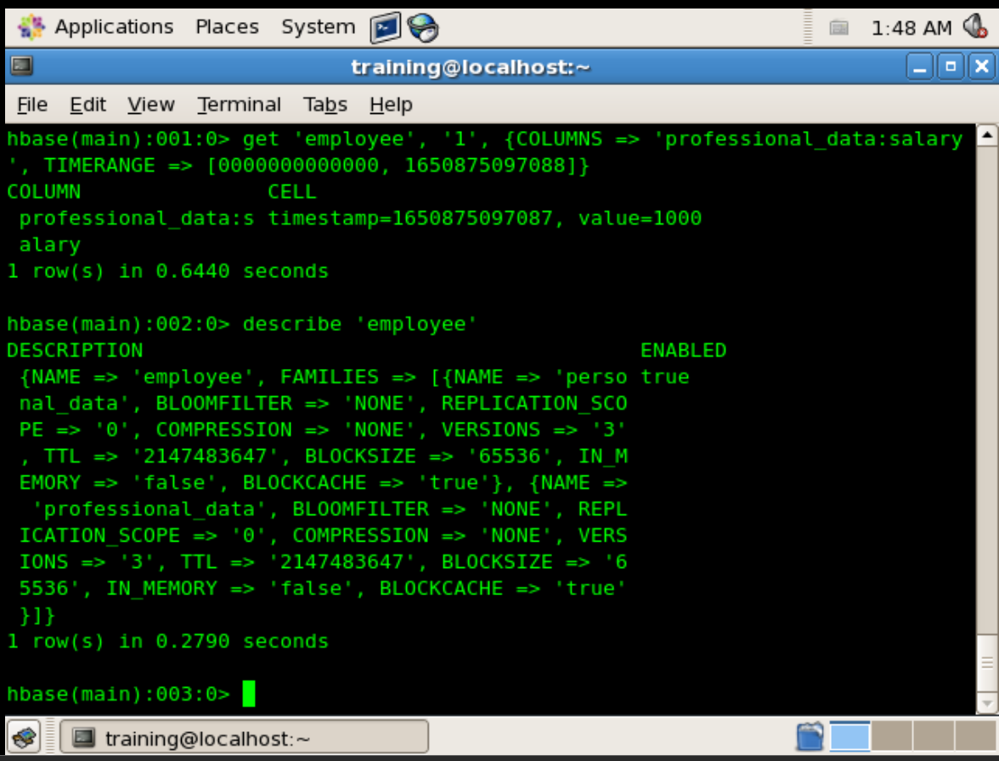 Applications Places System 1:48 AM
training@localhost:~
File Edit View Terminal Tabs Help
hbase(main):001:0> get 'employee', '1', {COLUMNS => 'professional_data:salary
', TIMERANGE => [0000000000000, 1650875097088]}
COLUMN                CELL
 professional_data:s timestamp=1650875097087, value=1000
 alary
1 row(s) in 0.6440 seconds

hbase(main):002:0> describe 'employee'
DESCRIPTION                                       ENABLED
 {NAME => 'employee', FAMILIES => [{NAME => 'perso true
 nal_data', BLOOMFILTER => 'NONE', REPLICATION_SCO
 PE => '0', COMPRESSION => 'NONE', VERSIONS => '3'
 , TTL => '2147483647', BLOCKSIZE => '65536', IN_M
 EMORY => 'false', BLOCKCACHE => 'true'}, {NAME =>
  'professional_data', BLOOMFILTER => 'NONE', REPL
 ICATION_SCOPE => '0', COMPRESSION => 'NONE', VERS
 IONS => '3', TTL => '2147483647', BLOCKSIZE => '6
 5536', IN_MEMORY => 'false', BLOCKCACHE => 'true'
 }]}
1 row(s) in 0.2790 seconds

hbase(main):003:0>
training@localhost:~